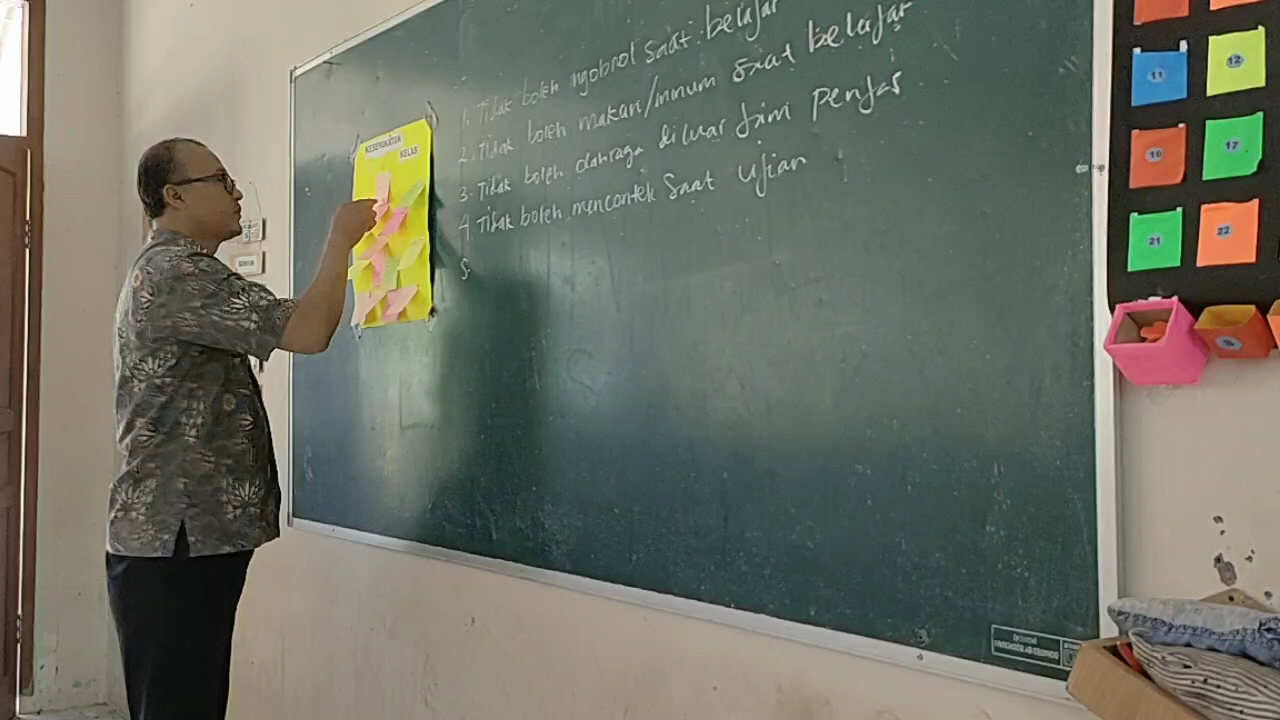 KESEPAKATAN
KELAS
1. Tidak boleh ngobrol saat belajar
2. Tidak boleh makan/minum saat belajar
3. Tidak boleh olahraga diluar jam penjas
4. Tidak boleh mencontek saat ujian
5.
11
12
16
17
21
22